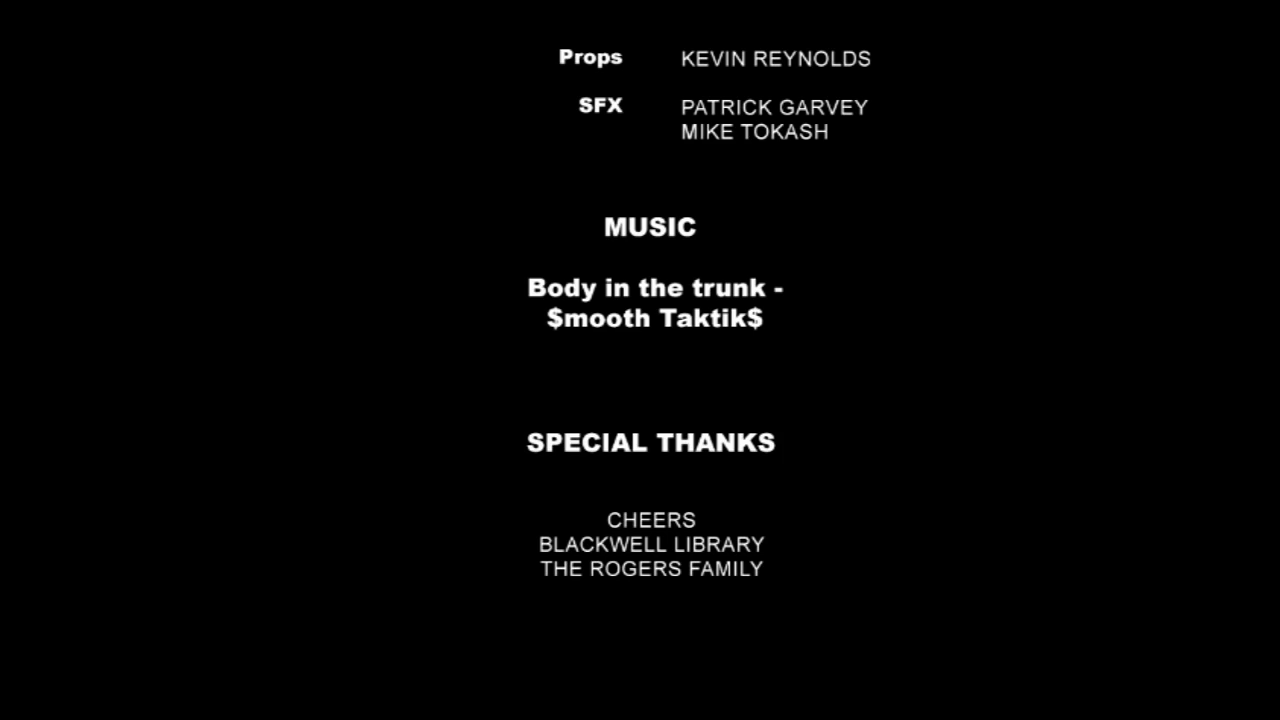 Props KEVIN REYNOLDS
SFX PATRICK GARVEY
MIKE TOKASH
MUSIC
Body in the trunk -
$mooth Taktik$
SPECIAL THANKS
CHEERS
BLACKWELL LIBRARY
THE ROGERS FAMILY